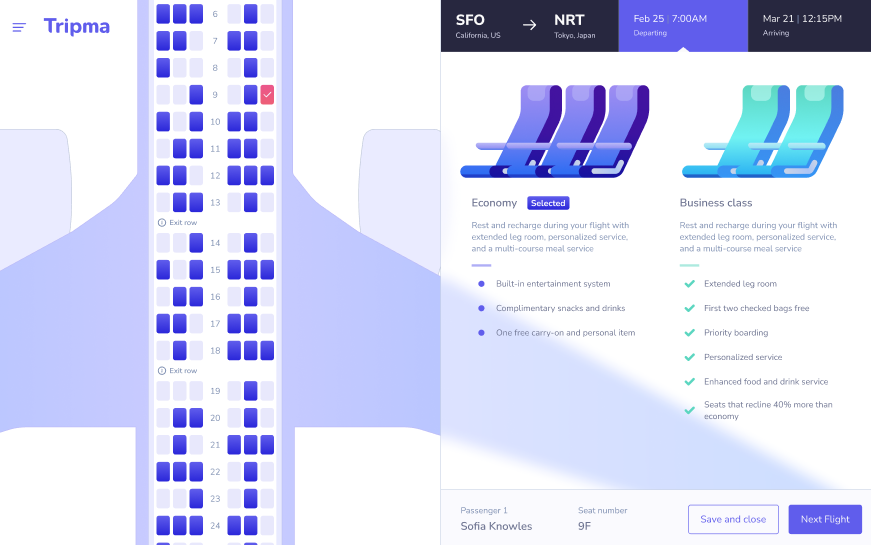 Tripma
6
7
8
9
10
11
12
13
Exit row
14
15
16
17
18
Exit row
19
20
21
22
23
24
SFO
California, US
NRT
Tokyo, Japan
Feb 25 | 7:00AM
Departing
Mar 21 | 12:15PM
Arriving
Economy
Selected
Rest and recharge during your flight with
extended leg room, personalized service,
and a multi-course meal service
Built-in entertainment system
Complimentary snacks and drinks
One free carry-on and personal item
Business class
Rest and recharge during your flight with
extended leg room, personalized service,
and a multi-course meal service
Extended leg room
First two checked bags free
Priority boarding
Personalized service
Enhanced food and drink service
Seats that recline 40% more than
economy
Passenger 1
Sofia Knowles
Seat number
9F
Save and close
Next Flight